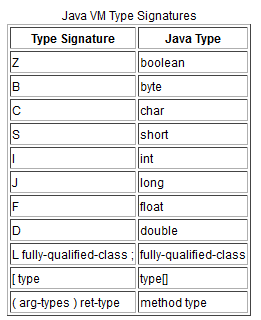 Java VM Type Signatures
Type Signature Java Type
Z boolean
B byte
C char
S short
I int
J long
F float
D double
L fully-qualified-class ; fully-qualified-class
[ type type[]
( arg-types ) ret-type method type